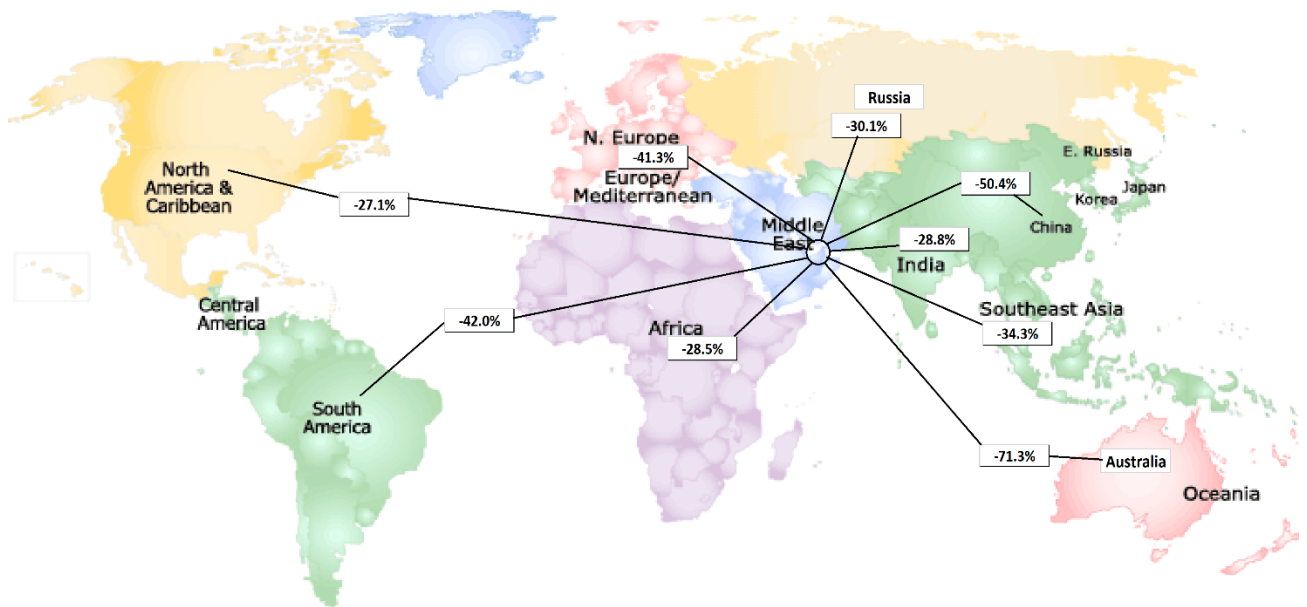 Russia
-30.1%
N. Europe
-41.3%
Europe/
Mediterranean
E. Russia
Japan
Korea
China
-50.4%
North
America &
Caribbean
-27.1%
Middle
East
-28.8%
India
Central
America
-42.0%
Africa
-28.5%
Southeast Asia
-34.3%
South
America
-71.3%
Australia
Oceania